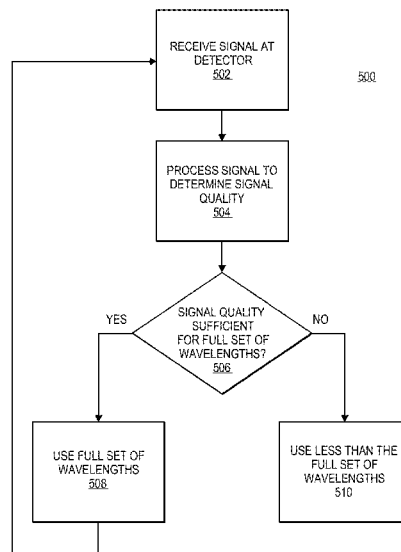 RECEIVE SIGNAL AT
DETECTOR
502
500
PROCESS SIGNAL TO
DETERMINE SIGNAL
QUALITY
504
SIGNAL QUALITY
SUFFICIENT
FOR FULL SET OF
WAVELENGTHS?
506
YES
NO
USE FULL SET OF
WAVELENGTHS
508
USE LESS THAN THE
FULL SET OF
WAVELENGTHS
510